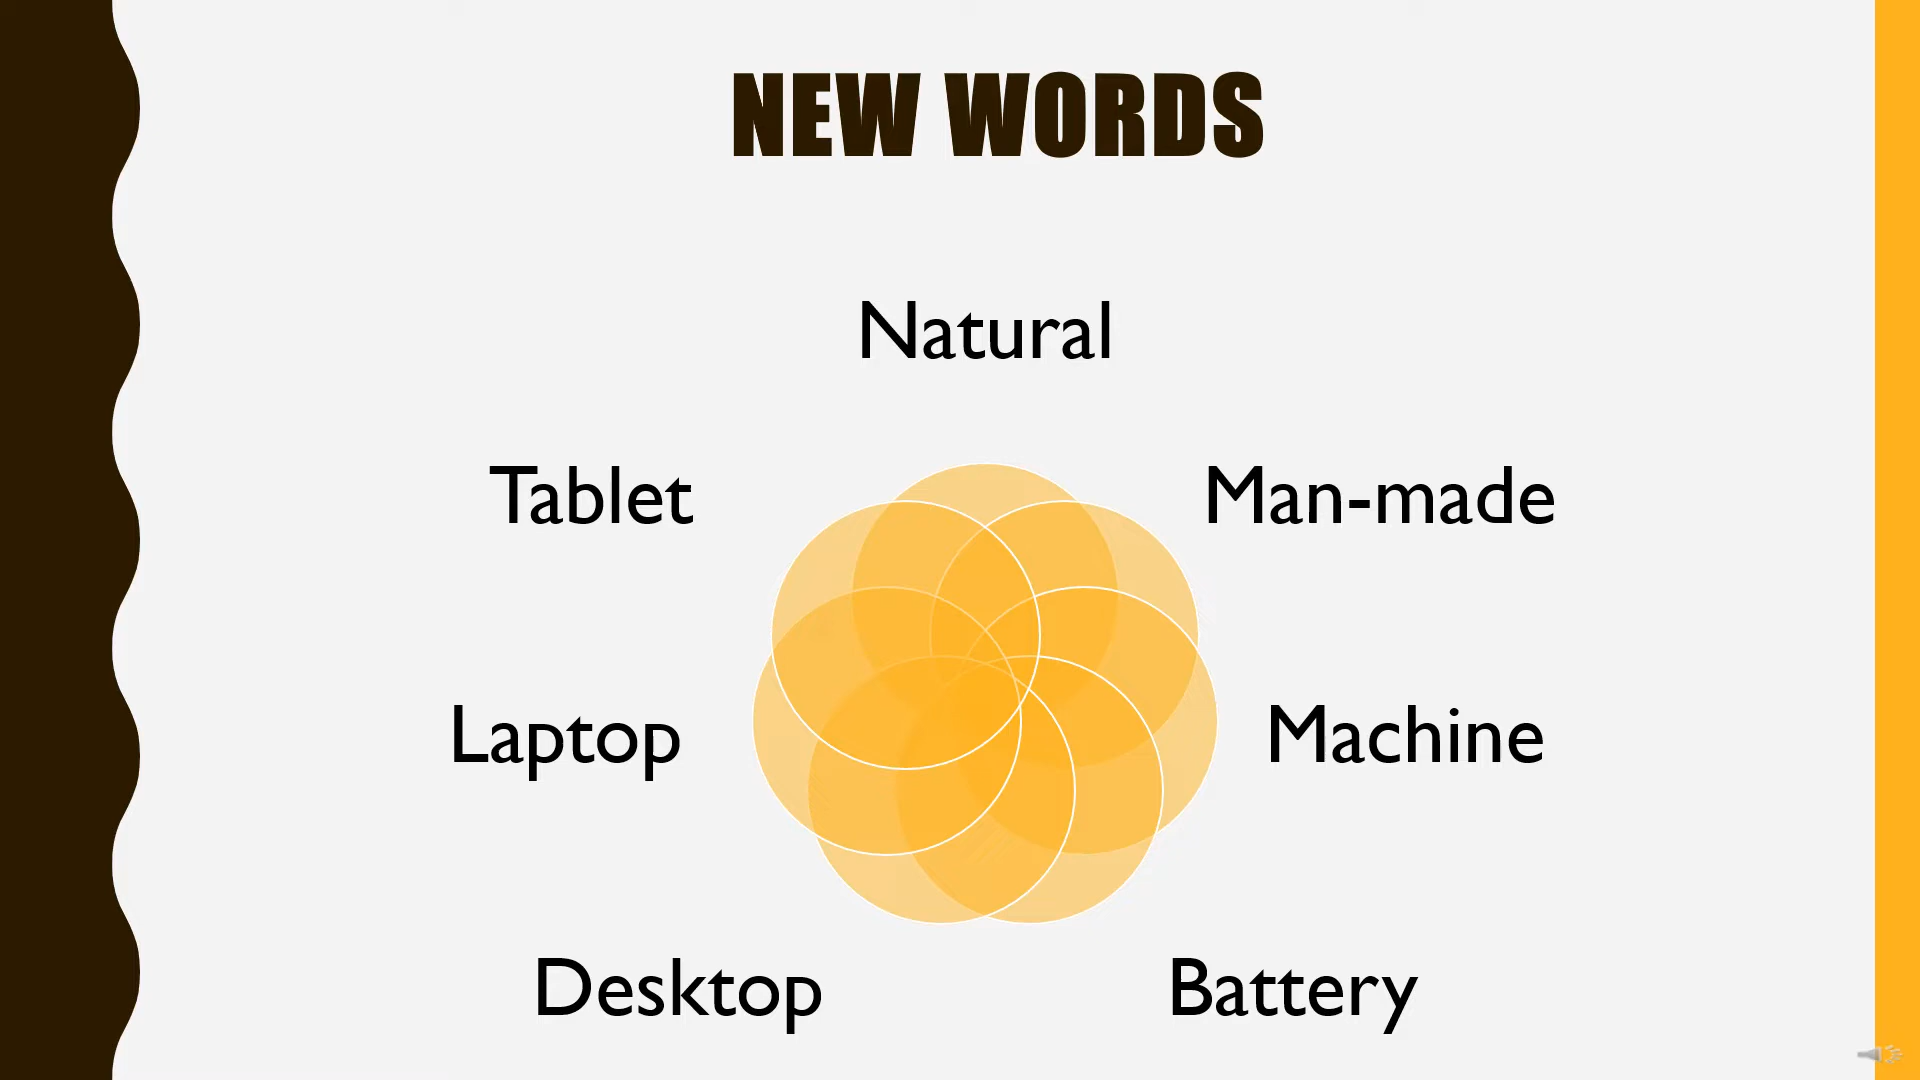 NEW WORDS
Natural
Tablet
Man-made
Laptop
Machine
Desktop
Battery